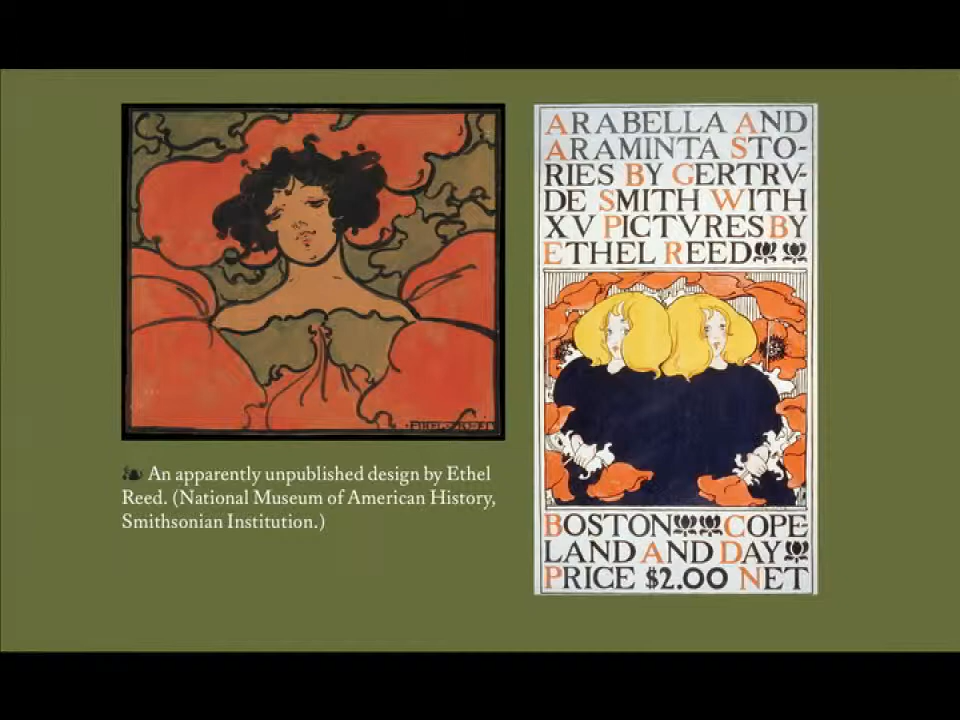 ETHEL REED
An apparently unpublished design by Ethel
Reed. (National Museum of American History,
Smithsonian Institution.)
ARABELLA AND
ARAMINTA STO-
RIES BY GERTRV-
DE SMITH WITH
XV PICTVRES BY
ETHEL REED
BOSTON COPE
LAND AND DAY
PRICE $2.00 NET